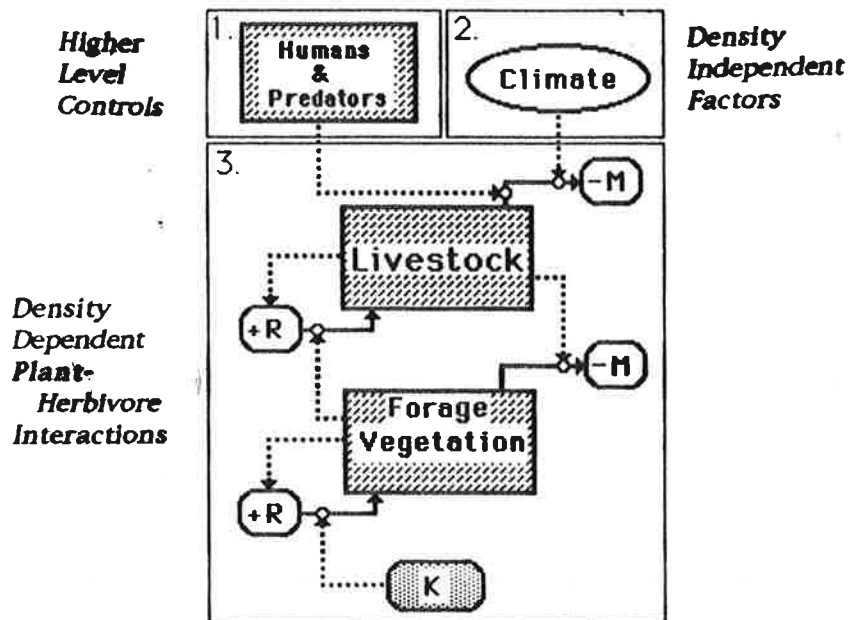 Higher
Level
Controls
1.
Humans
&
Predators
2.
Climate
Density
Independent
Factors
3.
-M
Livestock
+R
Density
Dependent
Plant-
Herbivore
Interactions
-M
Forage
Vegetation
+R
K